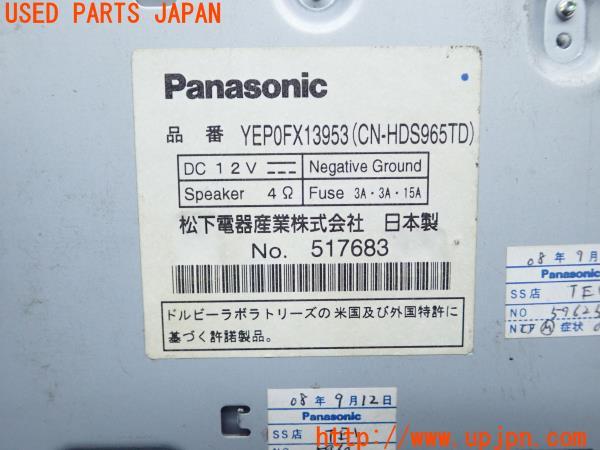 USED PARTS JAPAN
Panasonic
品番 YEP0FX13953(CN-HDS965TD)
DC 12V Negative Ground
Speaker 4Ω Fuse 3A・3A・15A
松下電器産業株式会社 日本製
No. 517683
ドルビーラボラトリーズの米国及び外国特許に
基づく許諾製品。
08年9月
Panasonic
SS店
NO
症状
08年9月12日
Panasonic
SS店
http://www.upjpn.com